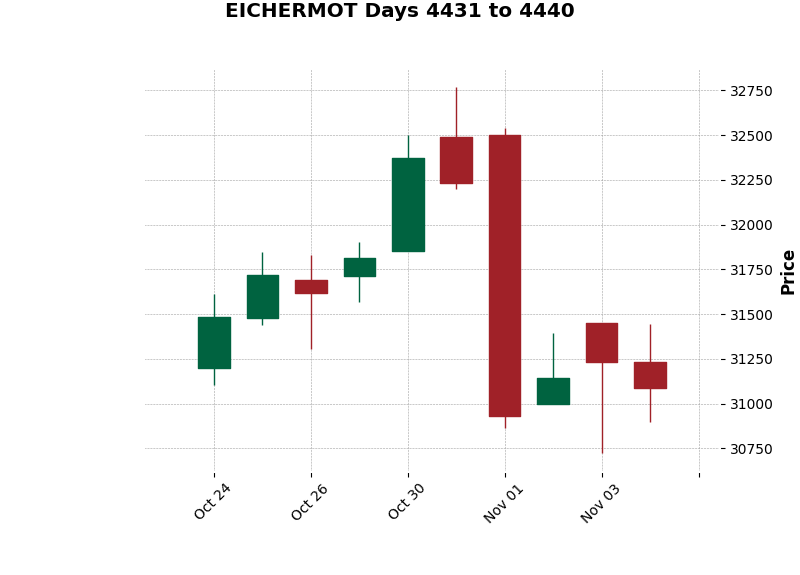 EICHERMOT Days 4431 to 4440
32750
32500
32250
32000
31750
31500
31250
31000
30750
Price
Oct 24
Oct 26
Oct 30
Nov 01
Nov 03